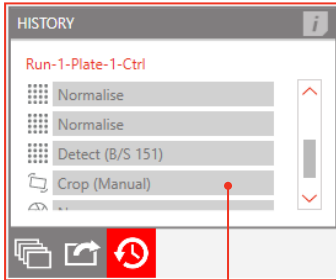 HISTORY
Run-1-Plate-1-Ctrl
Normalise
Normalise
Detect (B/S 151)
Crop (Manual)